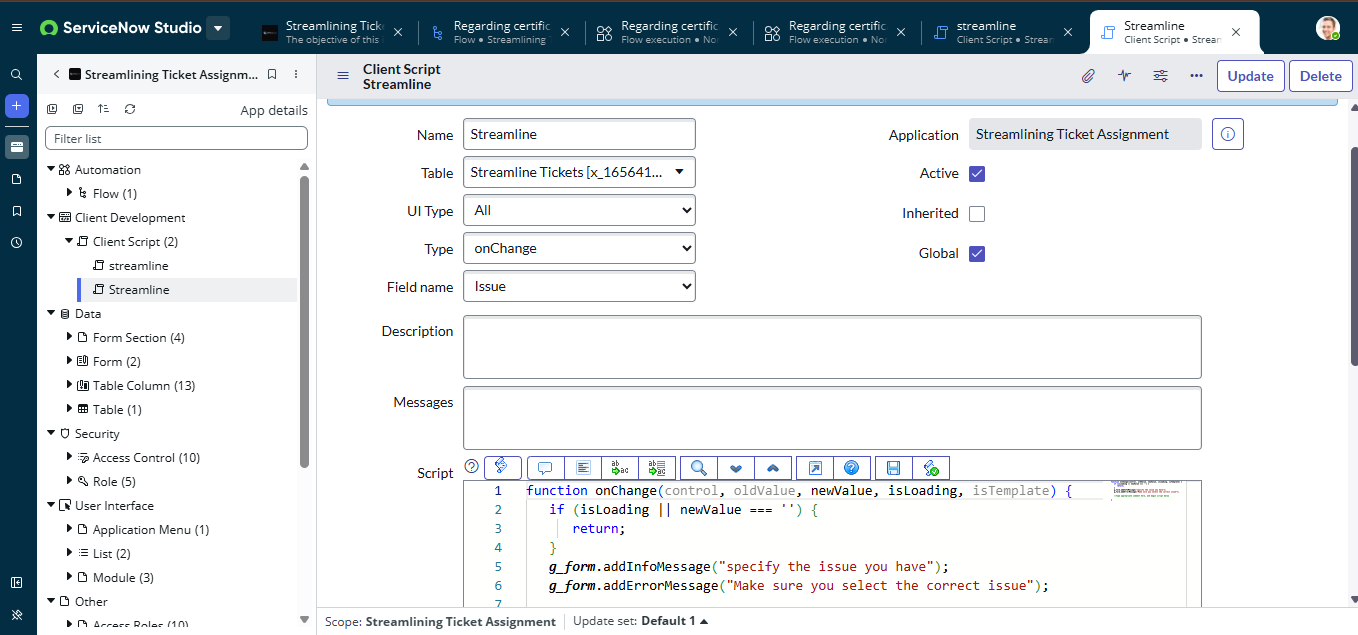 ServiceNow Studio
Streamlining Ticke
The objective of this
Regarding certific
Flow • Streamlining
Regarding certific
Flow execution • Nor
Regarding certific
Flow execution • Nor
streamline
Client Script • Strean
Streamline
Client Script • Strean
Streamlining Ticket Assignm...
App details
Filter list
Automation
Flow (1)
Client Development
Client Script (2)
streamline
Streamline
Data
Form Section (4)
Form (2)
Table Column (13)
Table (1)
Security
Access Control (10)
Role (5)
User Interface
Application Menu (1)
List (2)
Module (3)
Other
Access Roles (10)
Client Script
Streamline
Update
Delete
Name
Streamline
Application
Streamlining Ticket Assignment
Table
Streamline Tickets [x_165641...
Active
UI Type
All
Inherited
Type
onChange
Global
Field name
Issue
Description
Messages
Script
1 function onChange(control, oldValue, newValue, isLoading, isTemplate) {
2 if (isLoading || newValue === '') {
3 return;
4 }
5 g_form.addInfoMessage("specify the issue you have");
6 g_form.addErrorMessage("Make sure you select the correct issue");
7
Scope: Streamlining Ticket Assignment
Update set: Default 1